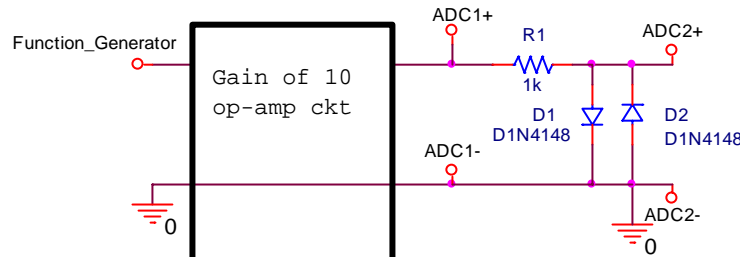 ADC1+
ADC2+
R1
Function_Generator
Gain of 10
op-amp ckt
1k
D1
D1N4148
D2
D1N4148
ADC1-
0
ADC2-
0